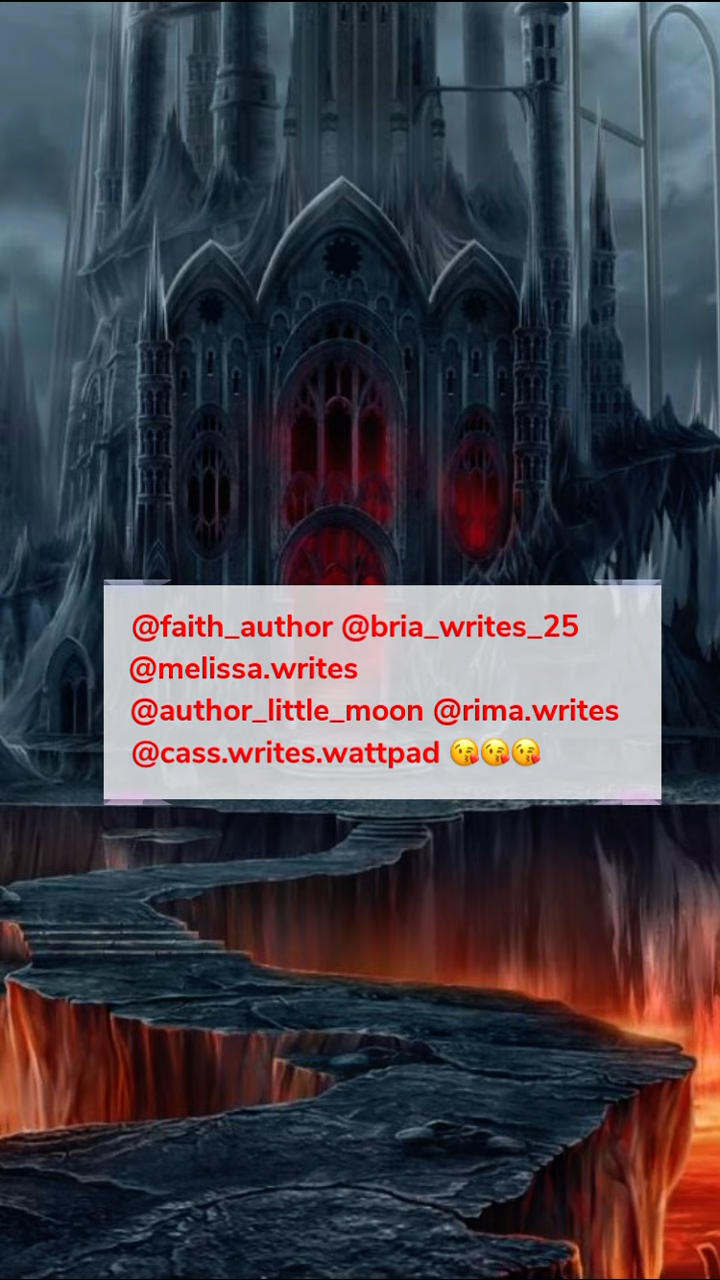 @faith_author @bria_writes_25
@melissa.writes
@author_little_moon @rima.writes
@cass.writes.wattpad 😘😘😘